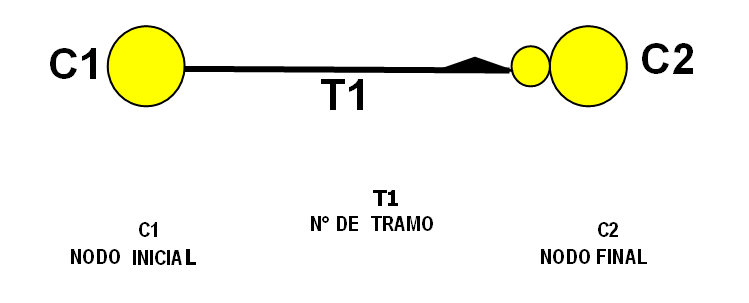 C1
T1
C2
C1
NODO INICIAL
T1
N° DE TRAMO
C2
NODO FINAL